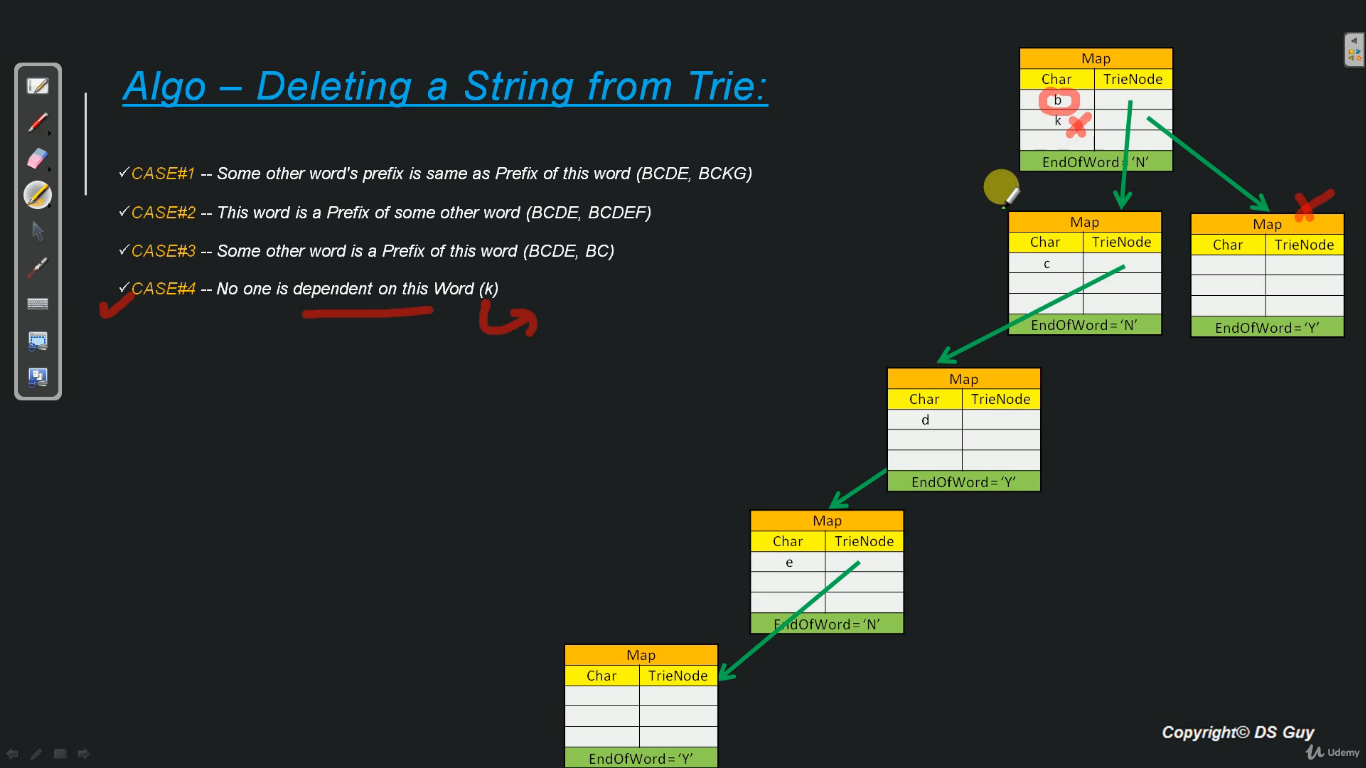 Algo – Deleting a String from Trie:
✓CASE#1 -- Some other word's prefix is same as Prefix of this word (BCDE, BCKG)
✓CASE#2 -- This word is a Prefix of some other word (BCDE, BCDEF)
✓CASE#3 -- Some other word is a Prefix of this word (BCDE, BC)
✓CASE#4 -- No one is dependent on this Word (k)
Map
Char TrieNode
b
k
EndOfWord= 'N'
Map
Char TrieNode
c
EndOfWord= 'N'
Map
Char TrieNode
EndOfWord= 'Y'
Map
Char TrieNode
d
EndOfWord= 'Y'
Map
Char TrieNode
e
EndOfWord= 'N'
Map
Char TrieNode
EndOfWord= 'Y'
Copyright© DS Guy
Udemy